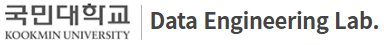 국민대학교
KOOKMIN UNIVERSITY
Data Engineering Lab.